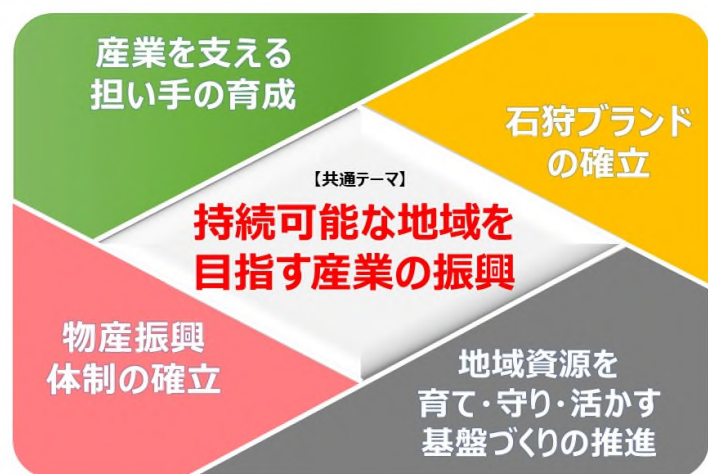 産業を支える
担い手の育成
石狩ブランド
の確立
【共通テーマ】
持続可能な地域を
目指す産業の振興
物産振興
体制の確立
地域資源を
育て・守り・活かす
基盤づくりの推進